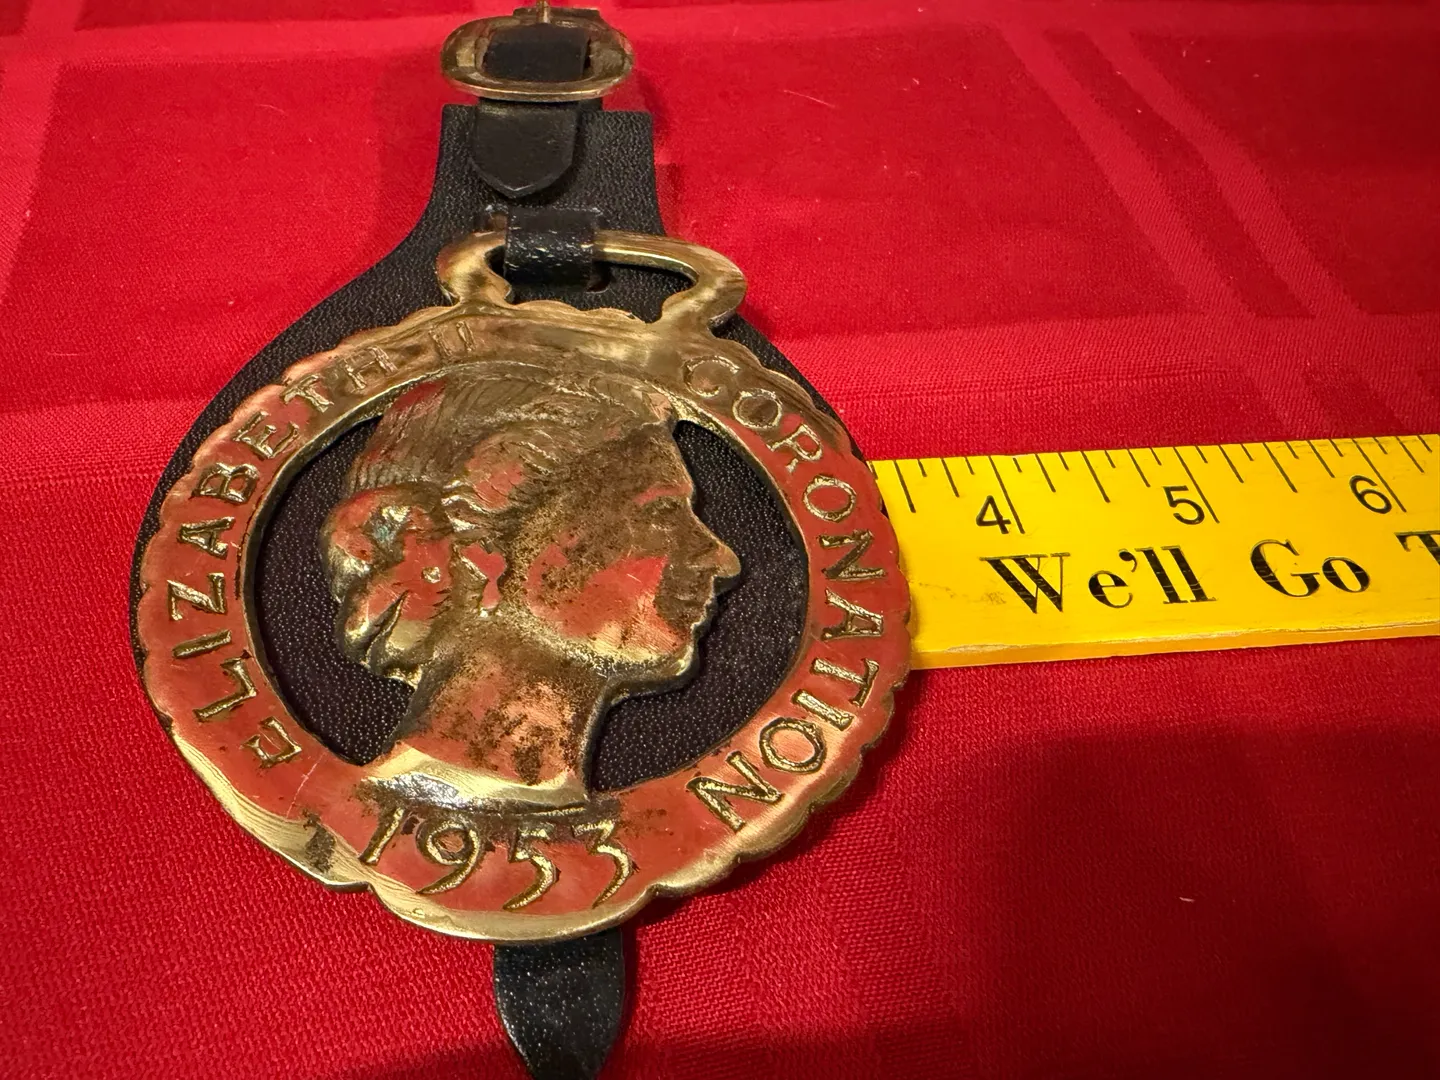 ELIZABETH II CORONATION
1953
4 5 6
We'll Go